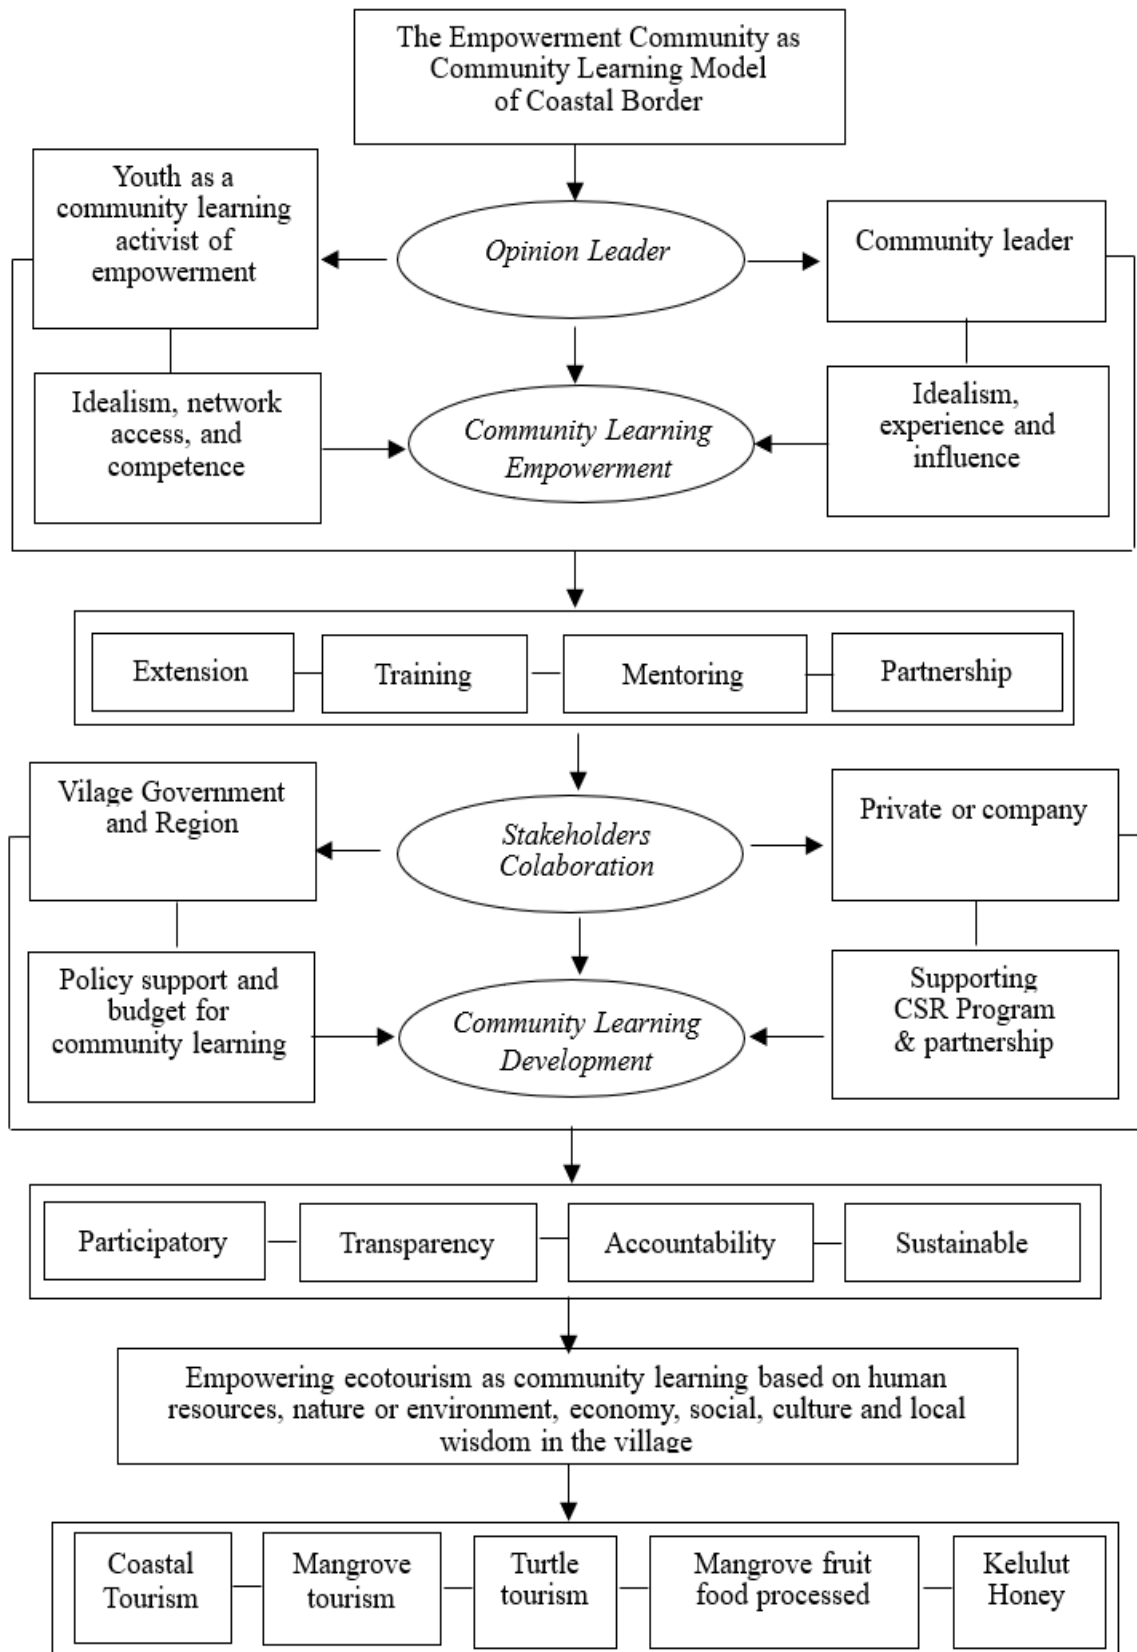 The Empowerment Community as
Community Learning Model
of Coastal Border
Youth as a
community learning
activist of
empowerment
Opinion Leader
Community leader
Idealism, network
access, and
competence
Community Learning
Empowerment
Idealism,
experience and
influence
Extension
Training
Mentoring
Partnership
Vilage Government
and Region
Stakeholders
Colaboration
Private or company
Policy support and
budget for
community learning
Community Learning
Development
Supporting
CSR Program
& partnership
Participatory
Transparency
Accountability
Sustainable
Empowering ecotourism as community learning based on human
resources, nature or environment, economy, social, culture and local
wisdom in the village
Coastal
Tourism
Mangrove
tourism
Turtle
tourism
Mangrove fruit
food processed
Kelulut
Honey